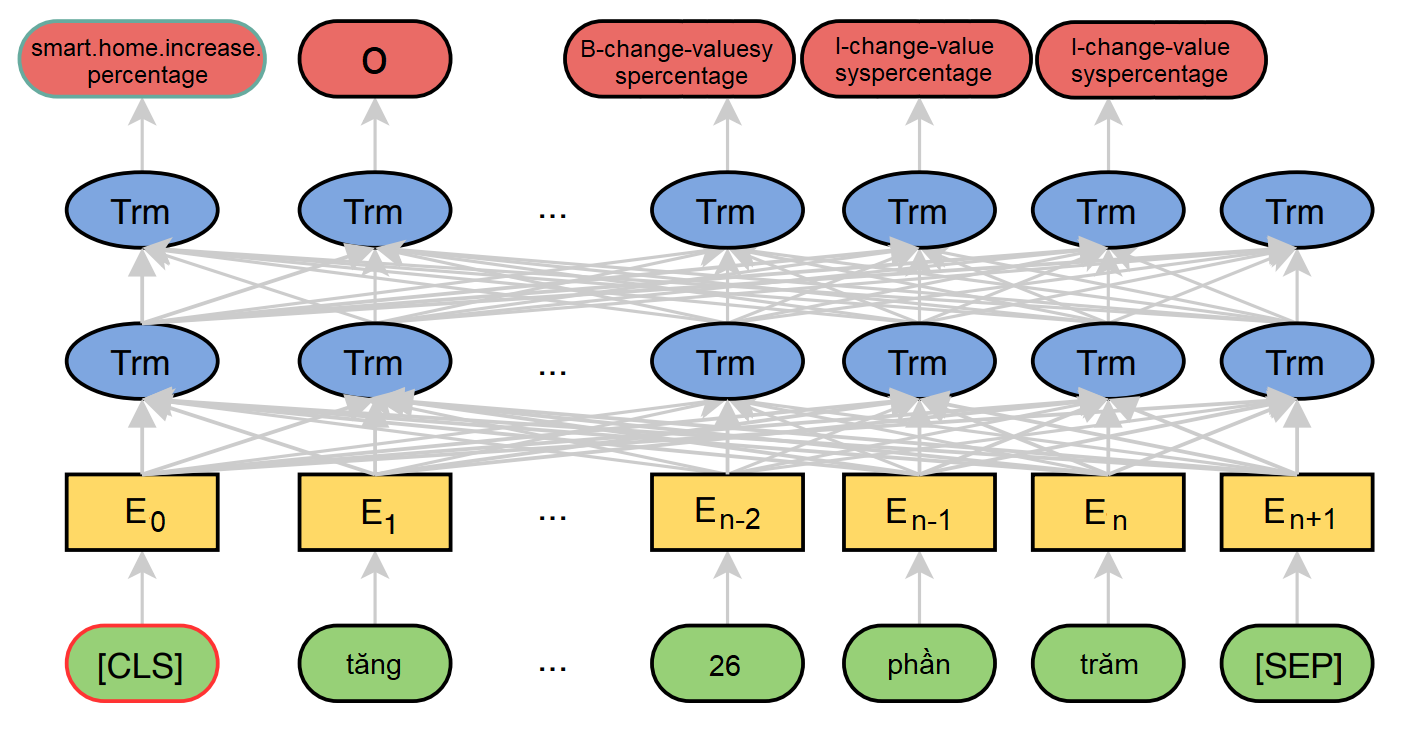 smart.home.increase.
percentage
O
B-change-valuesy
spercentage
I-change-value
syspercentage
I-change-value
syspercentage
Trm
Trm
...
Trm
Trm
Trm
Trm
Trm
Trm
...
Trm
Trm
Trm
Trm
E0
E1
...
En-2
En-1
En
En+1
[CLS]
tăng
...
26
phần
trăm
[SEP]